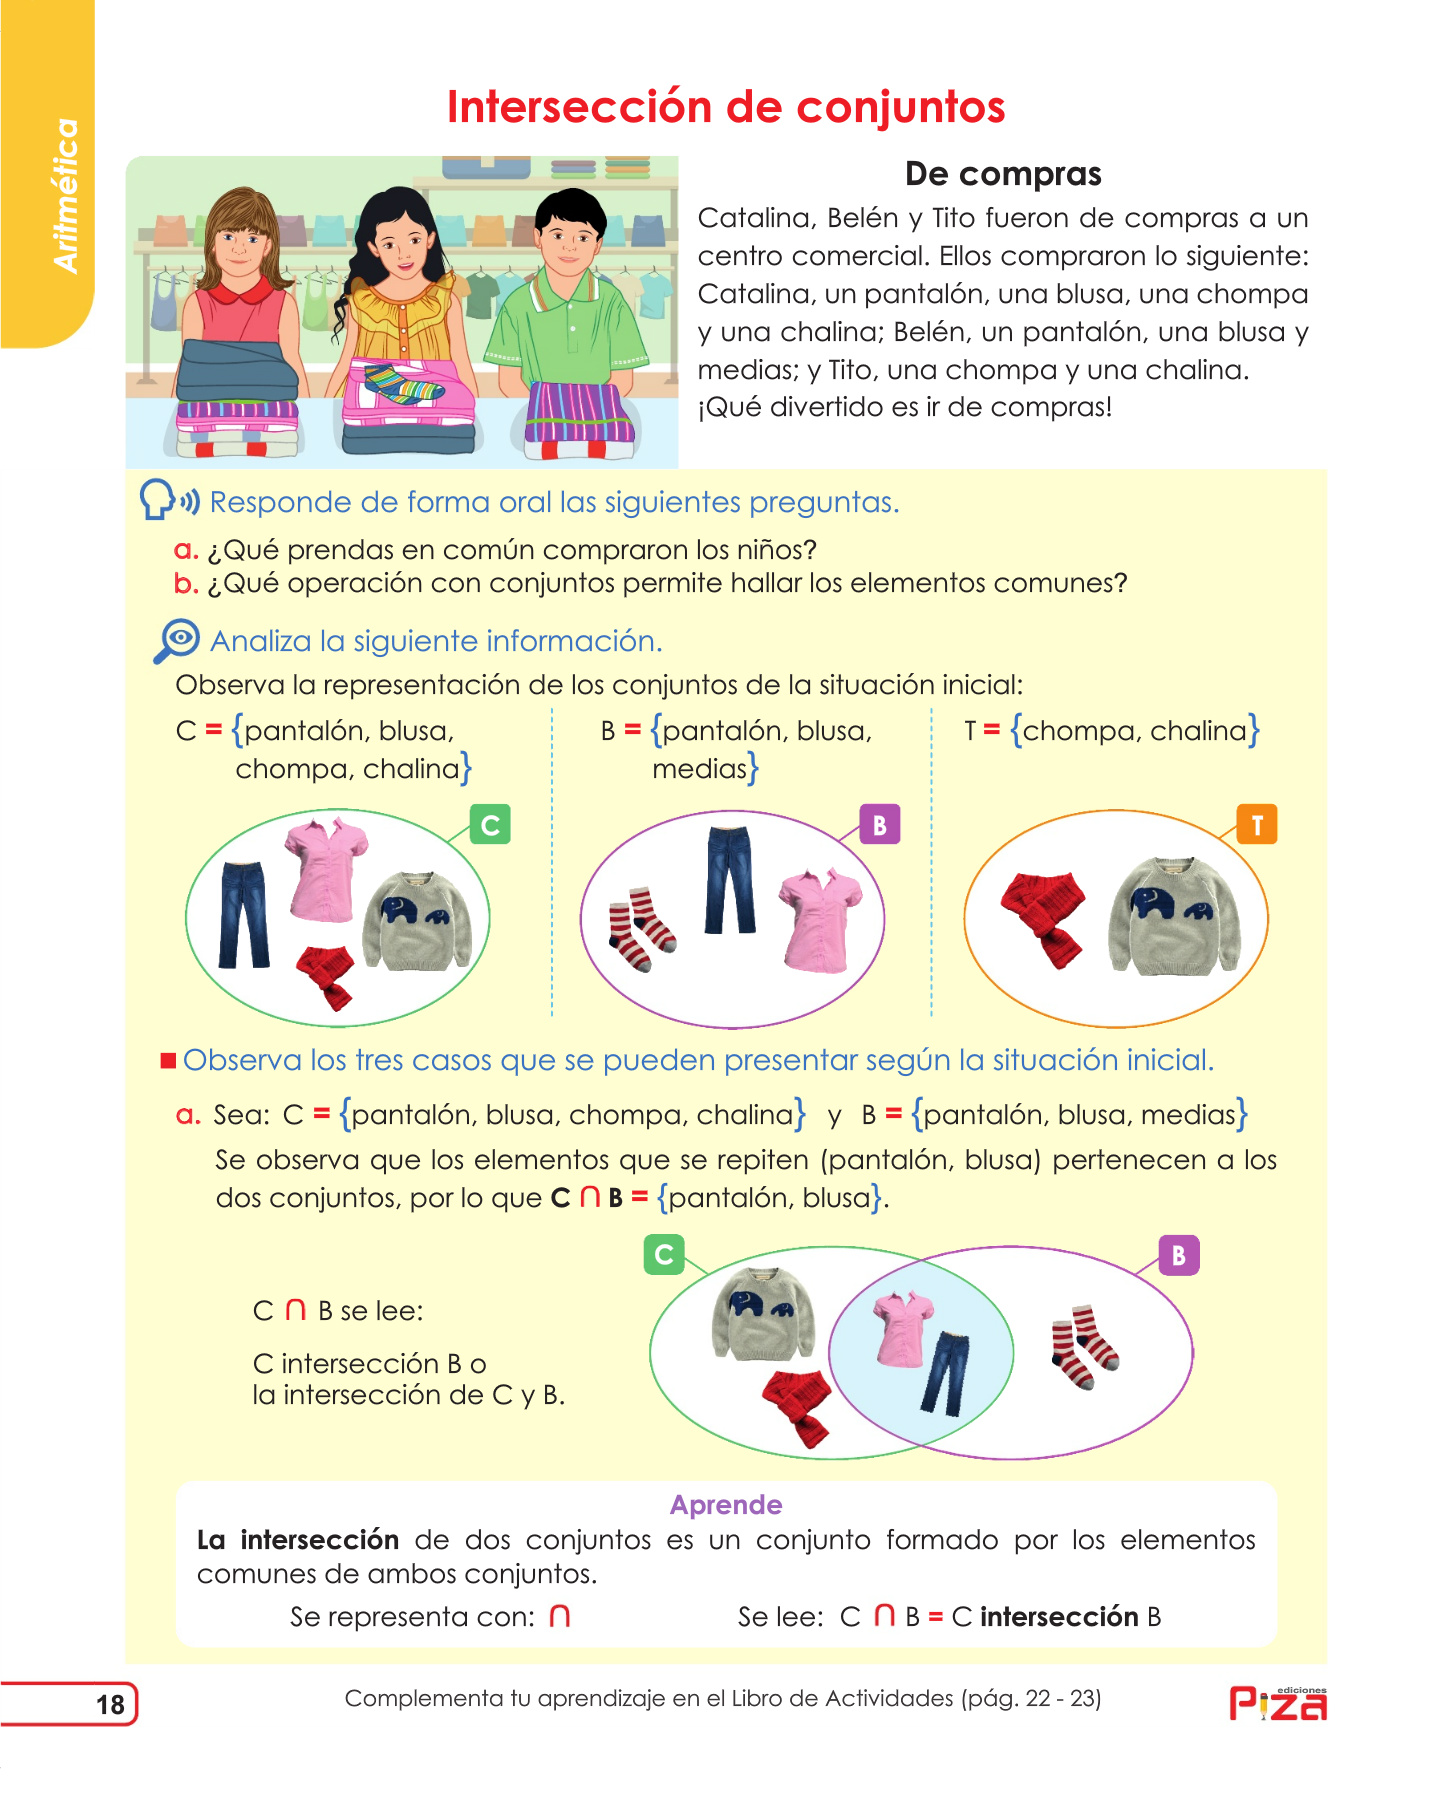 Aritmética
Intersección de conjuntos
De compras
Catalina, Belén y Tito fueron de compras a un
centro comercial. Ellos compraron lo siguiente:
Catalina, un pantalón, una blusa, una chompa
y una chalina; Belén, un pantalón, una blusa y
medias; y Tito, una chompa y una chalina.
¡Qué divertido es ir de compras!
Responde de forma oral las siguientes preguntas.
a. ¿Qué prendas en común compraron los niños?
b. ¿Qué operación con conjuntos permite hallar los elementos comunes?
Analiza la siguiente información.
Observa la representación de los conjuntos de la situación inicial:
C = {pantalón, blusa,
chompa, chalina}
B = {pantalón, blusa,
medias}
T = {chompa, chalina}
C
B
T
Observa los tres casos que se pueden presentar según la situación inicial.
a. Sea: C = {pantalón, blusa, chompa, chalina} y B = {pantalón, blusa, medias}
Se observa que los elementos que se repiten (pantalón, blusa) pertenecen a los
dos conjuntos, por lo que C ∩ B = {pantalón, blusa}.
C
B
C ∩ B se lee:
C intersección B o
la intersección de C y B.
Aprende
La intersección de dos conjuntos es un conjunto formado por los elementos
comunes de ambos conjuntos.
Se representa con: ∩
Se lee: C ∩ B = C intersección B
18
Complementa tu aprendizaje en el Libro de Actividades (pág. 22 - 23)
ediciones
Piza